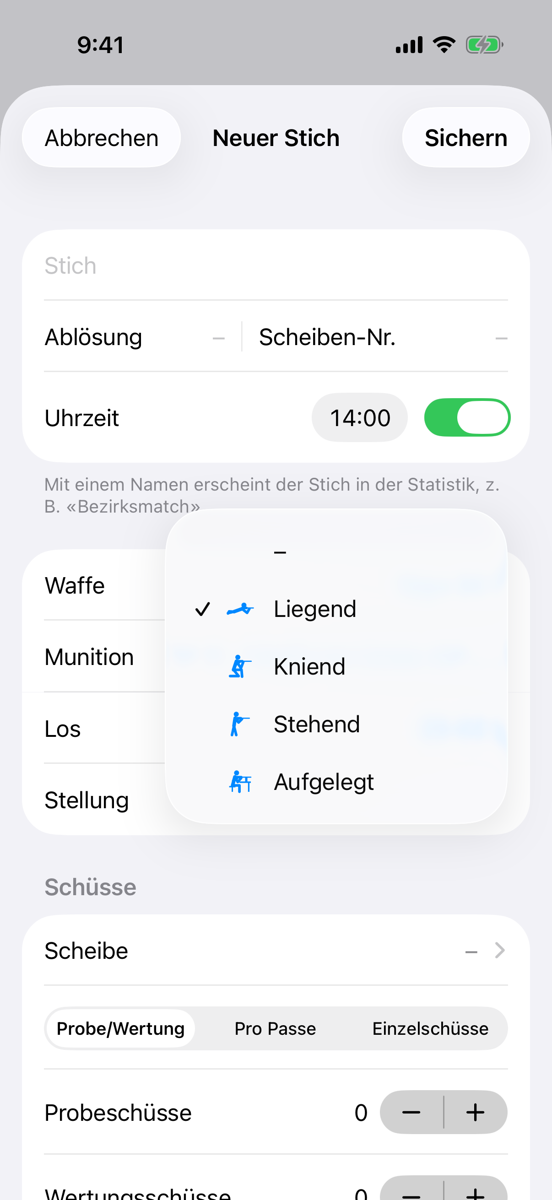 9:41
Abbrechen
Neuer Stich
Sichern
Stich
Ablösung – Scheiben-Nr. –
Uhrzeit 14:00
Mit einem Namen erscheint der Stich in der Statistik, z.
B. «Bezirksmatch»
–
Waffe
✓ Liegend
Munition
Kniend
Los
Stehend
Stellung
Aufgelegt
Schüsse
Scheibe –
Probe/Wertung Pro Passe Einzelschüsse
Probeschüsse 0 − +
Wertungsschüsse 0 − +